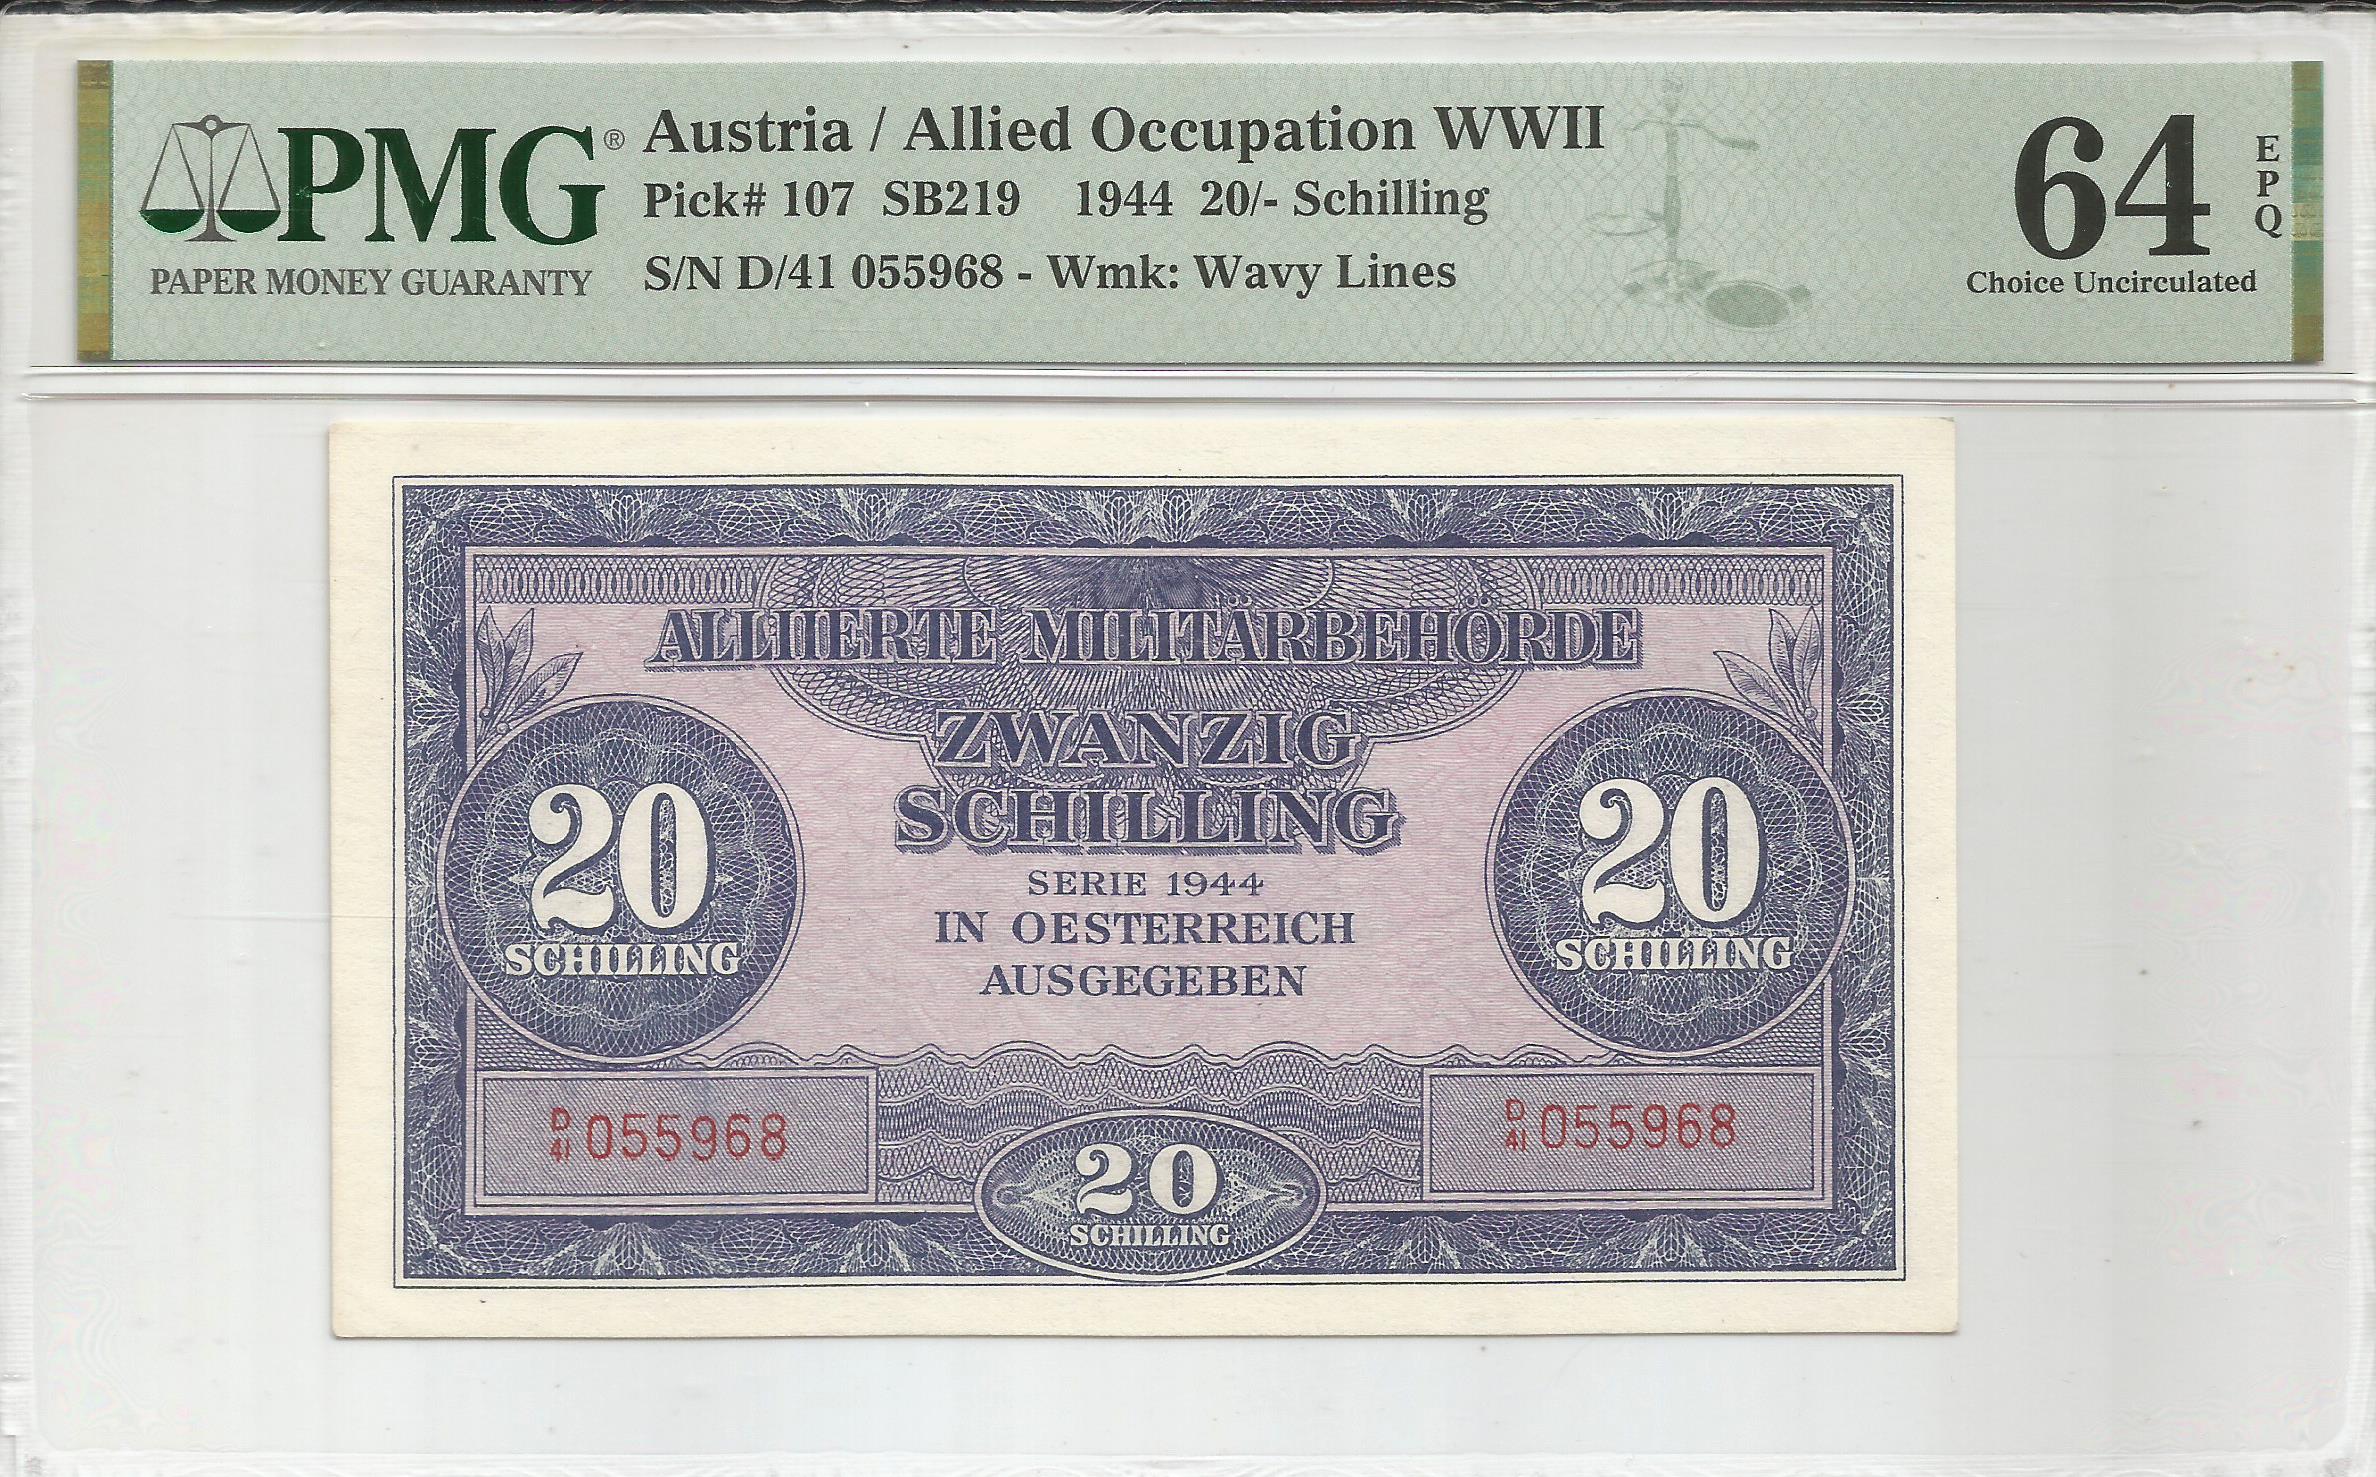 PMG®
PAPER MONEY GUARANTY
Austria / Allied Occupation WWII
Pick# 107 SB219 1944 20/- Schilling
S/N D/41 055968 - Wmk: Wavy Lines
64
EPQ
Choice Uncirculated
ALLIIERTE MILITÄRBEHÖRDE
ZWANZIG
SCHILLING
SERIE 1944
IN OESTERREICH
AUSGEGEBEN
20
SCHILLING
20
SCHILLING
D/41 055968
D/41 055968
20
SCHILLING